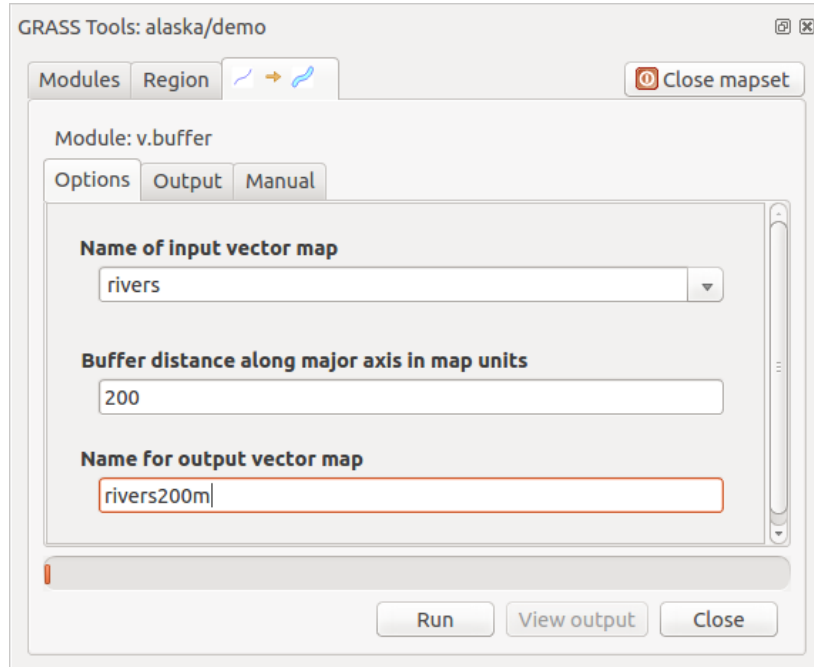 GRASS Tools: alaska/demo
Modules Region Close mapset
Module: v.buffer
Options Output Manual
Name of input vector map
rivers
Buffer distance along major axis in map units
200
Name for output vector map
rivers200m
Run View output Close